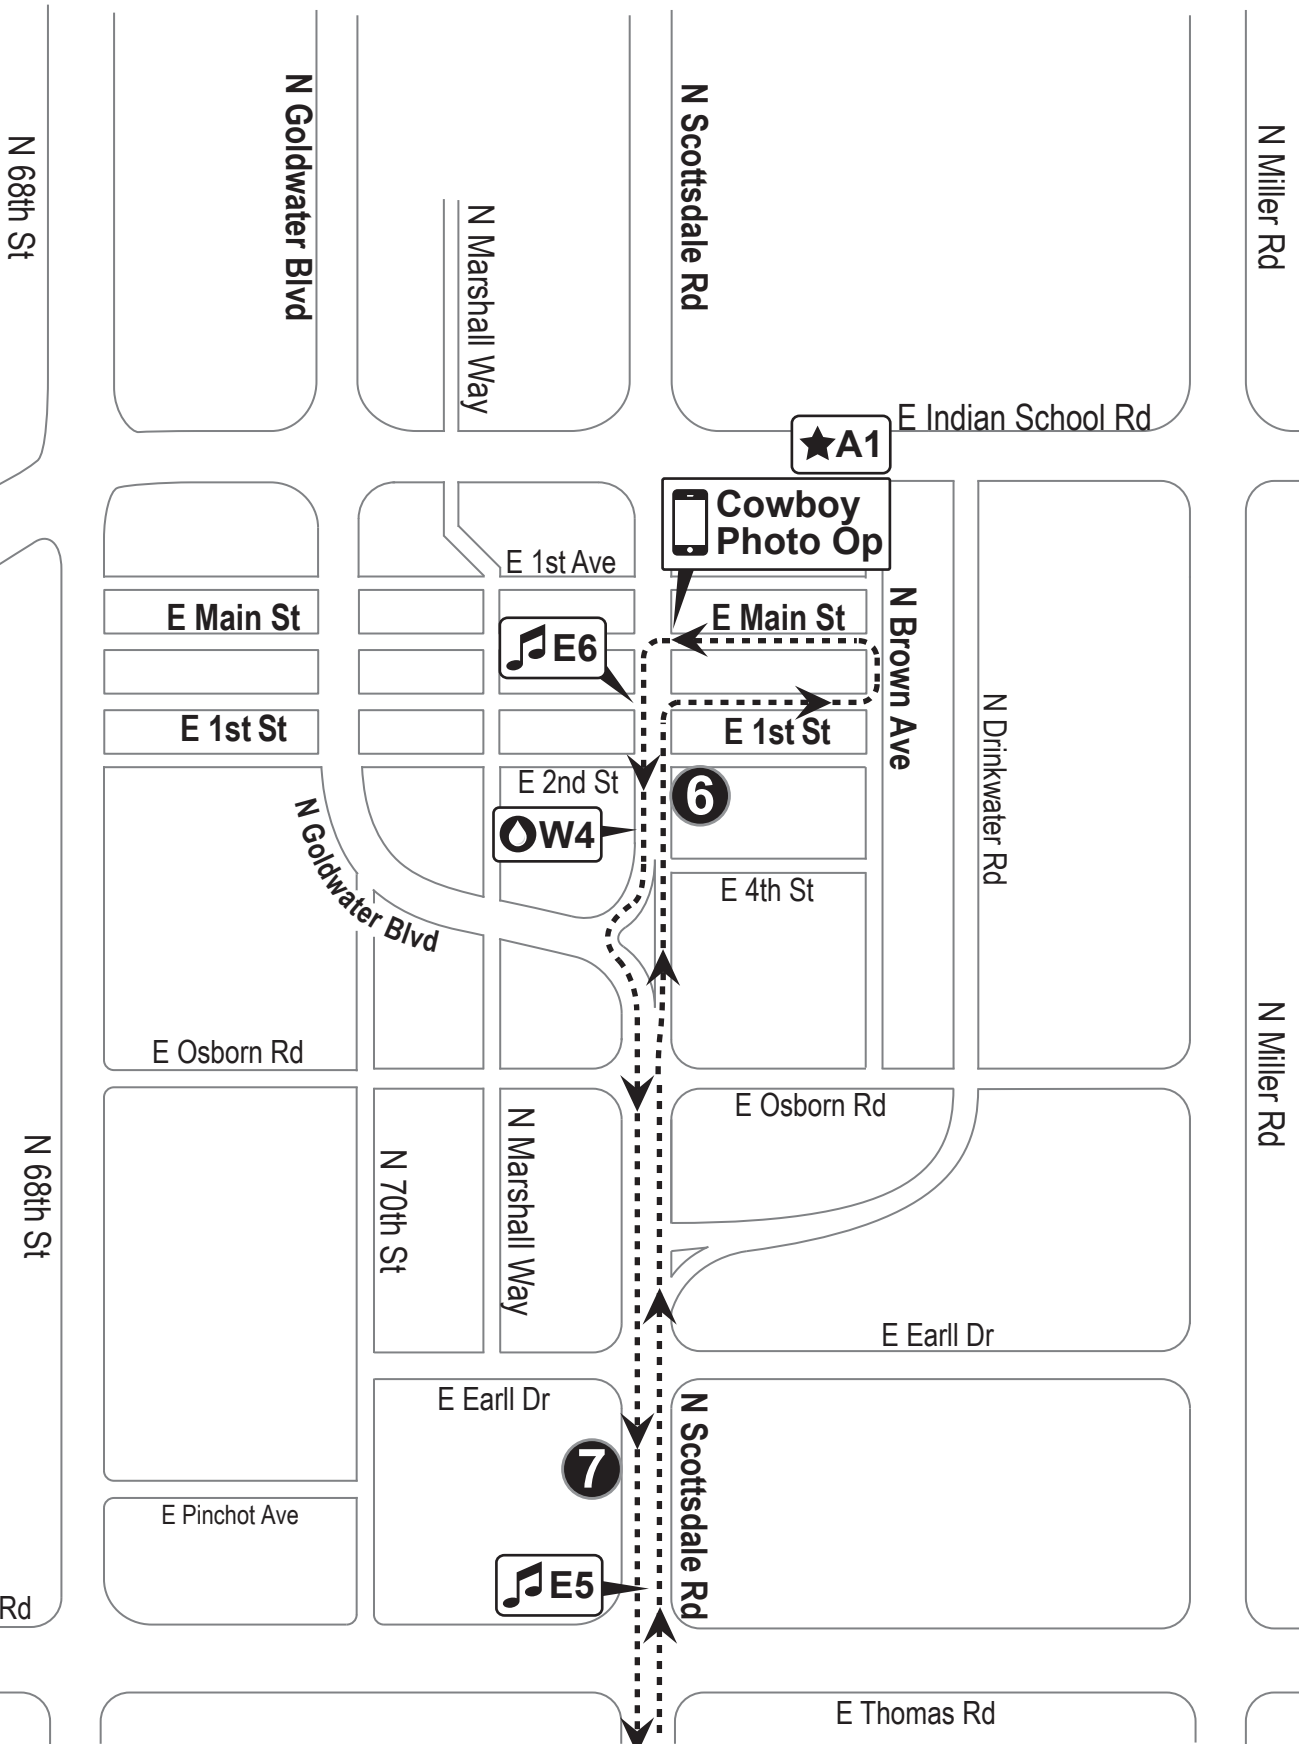 N 68th St
N Goldwater Blvd
N Marshall Way
N Scottsdale Rd
N Miller Rd
E Indian School Rd
A1
Cowboy
Photo Op
E 1st Ave
E Main St
E Main St
N Brown Ave
E6
E 1st St
E 1st St
N Drinkwater Rd
E 2nd St
6
W4
N Goldwater Blvd
E 4th St
E Osborn Rd
N Miller Rd
E Osborn Rd
N 68th St
N 70th St
N Marshall Way
E Earll Dr
E Earll Dr
N Scottsdale Rd
7
E Pinchot Ave
E5
Rd
E Thomas Rd